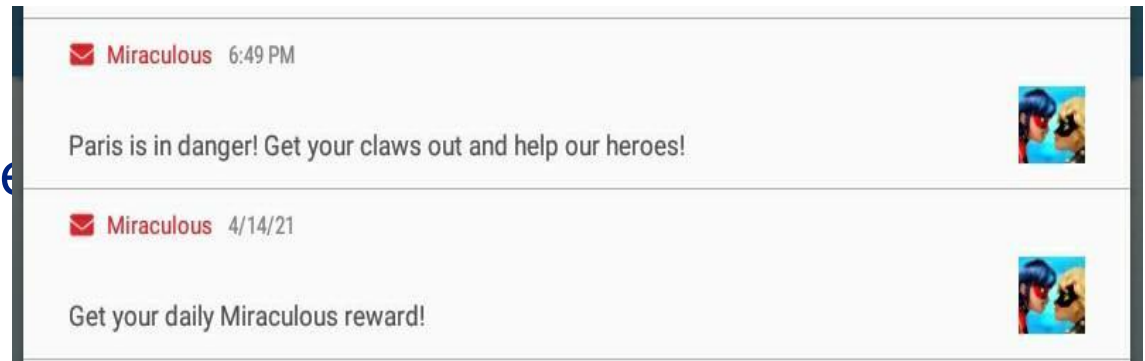 Miraculous 6:49 PM
Paris is in danger! Get your claws out and help our heroes!
Miraculous 4/14/21
Get your daily Miraculous reward!